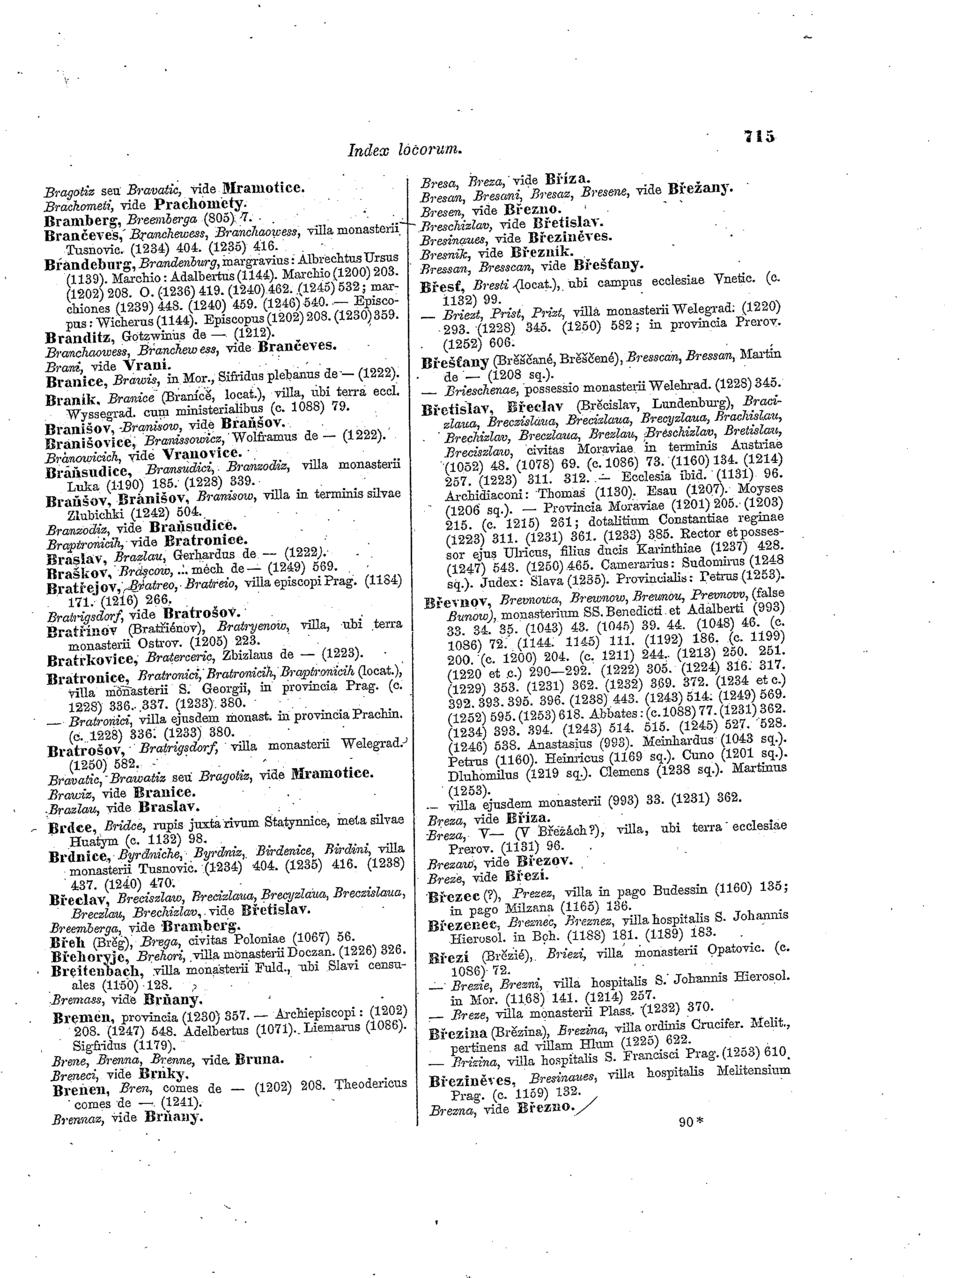 715
Index locorum.
Bragotiz seu Bravatic, vide Mramotice.
Brachometi, vide Prachomety.
Bramberg, Breemberga (805) 7.
Brančeves, Branchewess, Branchaowess, villa monasterii
Tusnovic. (1234) 404. (1235) 416.
Brandeburg, Brandenburg, margravius: Albrechtus Ursus
(1139). Marchio: Adalbertus (1144). Marchio (1200) 203.
(1202) 208. O. (1236) 419. (1240) 462. (1245) 532; mar-
chiones (1239) 448. (1240) 459. (1246) 540. — Episco-
pus: Wicherus (1144). Episcopus (1202) 208. (1230) 359.
Branditz, Gotzwinus de — (1212).
Branchaowess, Branchewess, vide Brančeves.
Brani, vide Vrani.
Branice, Brawis, in Mor., Sifridus plebanus de — (1222).
Braník, Branice (Branícě, locat.), villa, ubi terra eccl.
Wyssegrad. cum ministerialibus (c. 1088) 79.
Branišov, Branisow, vide Braňšov.
Branišovice, Branissowicz, Wolframus de — (1222).
Branowicich, vide Vranovice.
Braňsudice, Bransudici, Branzodiz, villa monasterii
Luka (1190) 185. (1228) 339.
Braňšov, Branišov, Branisow, villa in terminis silvae
Zlubichki (1242) 504.
Branzodiz, vide Braňsudice.
Braptronicih, vide Bratronice.
Braslav, Brazlau, Gerhardus de — (1222).
Braškov, Brascow, ... mech de — (1249) 569.
Bratřejov, Bratreo, Bratreio, villa episcopi Prag. (1184)
171. (1216) 266.
Bratrigsdorf, vide Bratrošov.
Bratřínov (Bratřiénov), Bratryenow, villa, ubi terra
monasterii Ostrov. (1205) 223.
Bratrkovice, Braterceric, Zbizlaus de — (1223).
Bratronice, Bratronici, Bratronicih, Braptronicih (locat.),
villa monasterii S. Georgii, in provincia Prag. (c.
1228) 336. 337. (1233) 380.
— Bratronici, villa ejusdem monast. in provincia Prachin.
(c. 1228) 336. (1233) 380.
Bratrošov, Bratrigsdorf, villa monasterii Welegrad.
(1250) 582.
Bravatic, Brawatiz seu Bragotiz, vide Mramotice.
Brawiz, vide Branice.
Brazlau, vide Braslav.
Brdce, Bridce, rupis juxta rivum Statynnice, meta silvae
Huatym (c. 1132) 98.
Brdnice, Byrdniche, Byrdniz, Birdenice, Birdini, villa
monasterii Tusnovic. (1234) 404. (1235) 416. (1238)
437. (1240) 470.
Břeclav, Breciszlaw, Brecizlaua, Brecyzlaua, Breczislaua,
Breczlau, Brechizlav, vide Břetislav.
Breemberga, vide Bramberg.
Břeh (Brěg), Brega, civitas Poloniae (1067) 56.
Břehoryje, Brehori, villa monasterii Doczan. (1226) 326.
Breitenbach, villa monasterii Fuld., ubi Slavi censu-
ales (1150) 128.
Bremass, vide Brňany.
Bremen, provincia (1230) 357. — Archiepiscopi: (1202)
208. (1247) 548. Adelbertus (1071). Liemarus (1086).
Sigfridus (1179).
Brene, Brenna, Brenne, vide Bruna.
Breneci, vide Brnky.
Brenen, Bren, comes de — (1202) 208. Theodericus
comes de — (1241).
Brennaz, vide Brňany.
Bresa, Breza, vide Bříza.
Bresan, Bresani, Bresaz, Bresene, vide Břežany.
Bresen, vide Březno.
Breschizlav, vide Břetislav.
Bresinaues, vide Březiněves.
Bresnik, vide Březník.
Bressan, Bresscan, vide Břešťany.
Břesť, Bresti (locat.), ubi campus ecclesiae Vnetic. (c.
1132) 99.
— Briezt, Prist, Prizt, villa monasterii Welegrad. (1220)
293. (1228) 345. (1250) 582; in provincia Prerov.
(1252) 606.
Břešťany (Brěščané, Brěščené), Bresscan, Bressan, Martin
de — (1208 sq.).
— Brieschenae, possessio monasterii Welehrad. (1228) 345.
Břetislav, Břeclav (Brěcislav, Lundenburg), Braci-
zlaua, Breczislaua, Brecizlaua, Brecyzlaua, Brachislau,
Brechizlav, Breczlaua, Brezlau, Breschizlav, Bretislau,
Breciszlaw, civitas Moraviae in terminis Austriae
(1052) 48. (1078) 69. (c. 1086) 73. (1160) 134. (1214)
257. (1223) 311. 312. — Ecclesia ibid. (1131) 96.
Archidiaconi: Thomas (1130). Esau (1207). Moyses
(1206 sq.). — Provincia Moraviae (1201) 205. (1203)
215. (c. 1215) 261; dotalitium Constantiae reginae
(1223) 311. (1231) 361. (1233) 385. Rector et posses-
sor ejus Ulricus, filius ducis Karinthiae (1237) 428.
(1247) 543. (1250) 465. Camerarius: Sudomirus (1248
sq.). Judex: Slava (1235). Provincialis: Petrus (1253).
Břevnov, Brevnowa, Brewnow, Brewnou, Prevnovv, (false
Bunow), monasterium SS. Benedicti et Adalberti (993)
33. 34. 35. (1043) 43. (1045) 39. 44. (1048) 46. (c.
1086) 72. (1144. 1145) 111. (1192) 186. (c. 1199)
200. (c. 1200) 204. (c. 1211) 244. (1213) 250. 251.
(1220 et c.) 290—292. (1222) 305. (1224) 316. 317.
(1229) 353. (1231) 362. (1232) 369. 372. (1234 et c.)
392. 393. 395. 396. (1238) 443. (1243) 514. (1249) 569.
(1252) 595. (1253) 618. Abbates: (c. 1088) 77. (1231) 362.
(1234) 393. 394. (1243) 514. 515. (1245) 527. 528.
(1246) 538. Anastasius (993). Meinhardus (1043 sq.).
Petrus (1160). Heinricus (1169 sq.). Cuno (1201 sq.).
Dluhomilus (1219 sq.). Clemens (1238 sq.). Martinus
(1253).
— villa ejusdem monasterii (993) 33. (1231) 362.
Breza, vide Bříza.
Breza, V— (V Břězách?), villa, ubi terra ecclesiae
Prerov. (1131) 96.
Brezaw, vide Březov.
Breze, vide Březí.
Březec (?), Prezez, villa in pago Budessin (1160) 135;
in pago Milzana (1165) 136.
Březenec, Breznec, Breznez, villa hospitalis S. Johannis
Hierosol. in Boh. (1188) 181. (1189) 183.
Březí (Brězié), Briezi, villa monasterii Opatovic. (c.
1086) 72.
— Brezie, Brezni, villa hospitalis S. Johannis Hierosol.
in Mor. (1168) 141. (1214) 257.
— Breze, villa monasterii Plass. (1232) 370.
Březina (Brězina), Brezina, villa ordinis Crucifer. Melit.,
pertinens ad villam Hlum (1225) 622.
— Brizina, villa hospitalis S. Francisci Prag. (1253) 610.
Březiněves, Bresinaues, villa hospitalis Melitensium
Prag. (c. 1159) 132.
Brezna, vide Březno.
90*